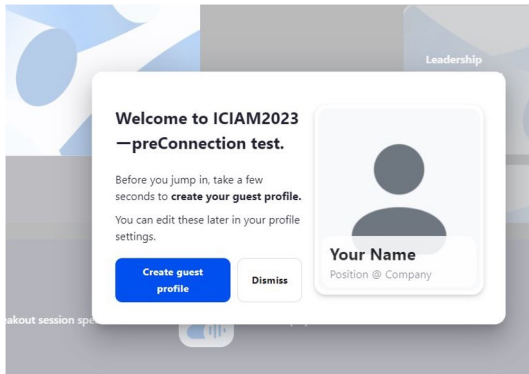 Leadership
Welcome to ICIAM2023
—preConnection test.
Before you jump in, take a few
seconds to create your guest profile.
You can edit these later in your profile
settings.
Create guest
profile
Dismiss
Your Name
Position @ Company
eakout session spe